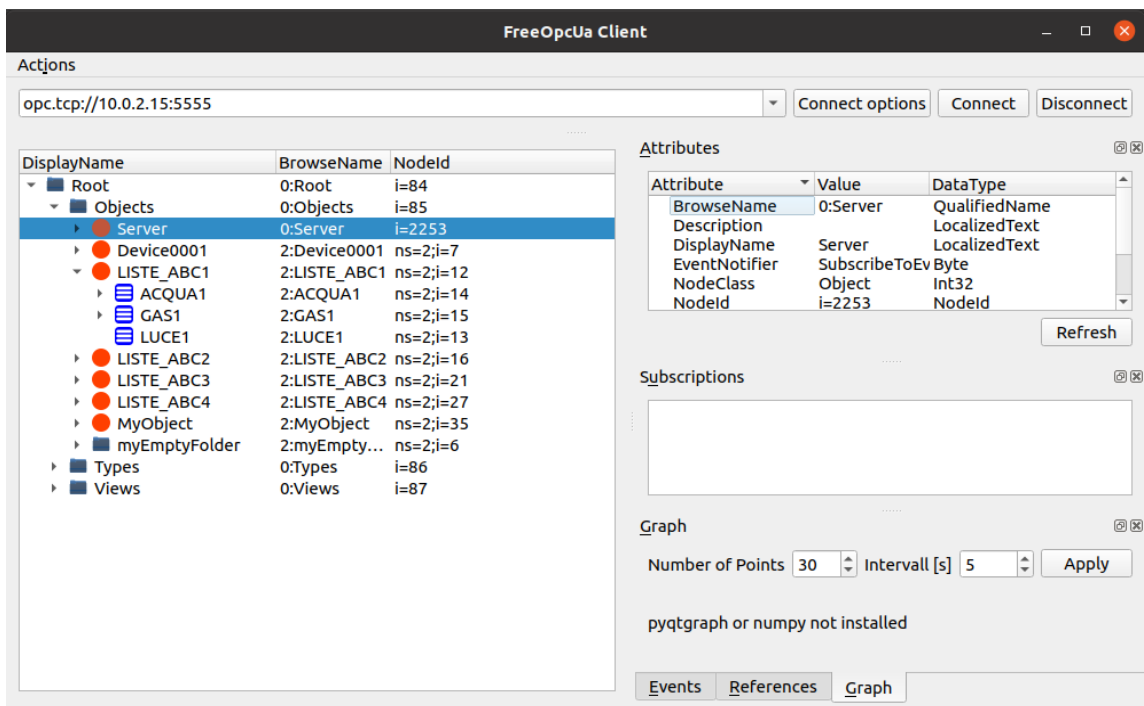 FreeOpcUa Client
Actions
opc.tcp://10.0.2.15:5555 Connect options Connect Disconnect
DisplayName BrowseName NodeId
Root 0:Root i=84
Objects 0:Objects i=85
Server 0:Server i=2253
Device0001 2:Device0001 ns=2;i=7
LISTE_ABC1 2:LISTE_ABC1 ns=2;i=12
ACQUA1 2:ACQUA1 ns=2;i=14
GAS1 2:GAS1 ns=2;i=15
LUCE1 2:LUCE1 ns=2;i=13
LISTE_ABC2 2:LISTE_ABC2 ns=2;i=16
LISTE_ABC3 2:LISTE_ABC3 ns=2;i=21
LISTE_ABC4 2:LISTE_ABC4 ns=2;i=27
MyObject 2:MyObject ns=2;i=35
myEmptyFolder 2:myEmpty... ns=2;i=6
Types 0:Types i=86
Views 0:Views i=87
Attributes
Attribute Value DataType
BrowseName 0:Server QualifiedName
Description LocalizedText
DisplayName Server LocalizedText
EventNotifier SubscribeToEv Byte
NodeClass Object Int32
NodeId i=2253 NodeId
Refresh
Subscriptions
Graph
Number of Points 30 Intervall [s] 5 Apply
pyqtgraph or numpy not installed
Events References Graph